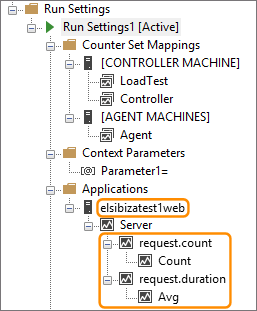 Run Settings
Run Settings1 [Active]
Counter Set Mappings
[CONTROLLER MACHINE]
LoadTest
Controller
[AGENT MACHINES]
Agent
Context Parameters
Parameter1=
Applications
elsibizatest1web
Server
request.count
Count
request.duration
Avg